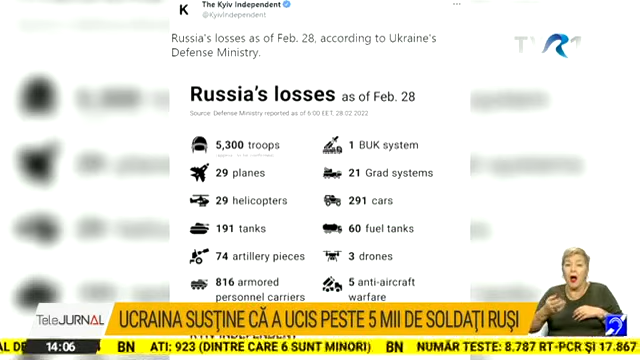 K
The Kyiv Independent
@KyivIndependent
Russia's losses as of Feb. 28, according to Ukraine's
Defense Ministry.
TVR1
Russia's losses as of Feb. 28
Source: Defense Ministry reported as of 6:00 EET, 28 02 2022
5,300 troops
1 BUK system
29 planes
21 Grad systems
29 helicopters
291 cars
191 tanks
60 fuel tanks
74 artillery pieces
3 drones
816 armored
personnel carriers
5 anti-aircraft
warfare
TeleJURNAL
UCRAINA SUSȚINE CĂ A UCIS PESTE 5 MII DE SOLDAȚI RUȘI
14:06
BN ATI: 923 (DINTRE CARE 6 SUNT MINORI)
BN NUMĂR TESTE: 8.787 RT-PCR ȘI 17.867